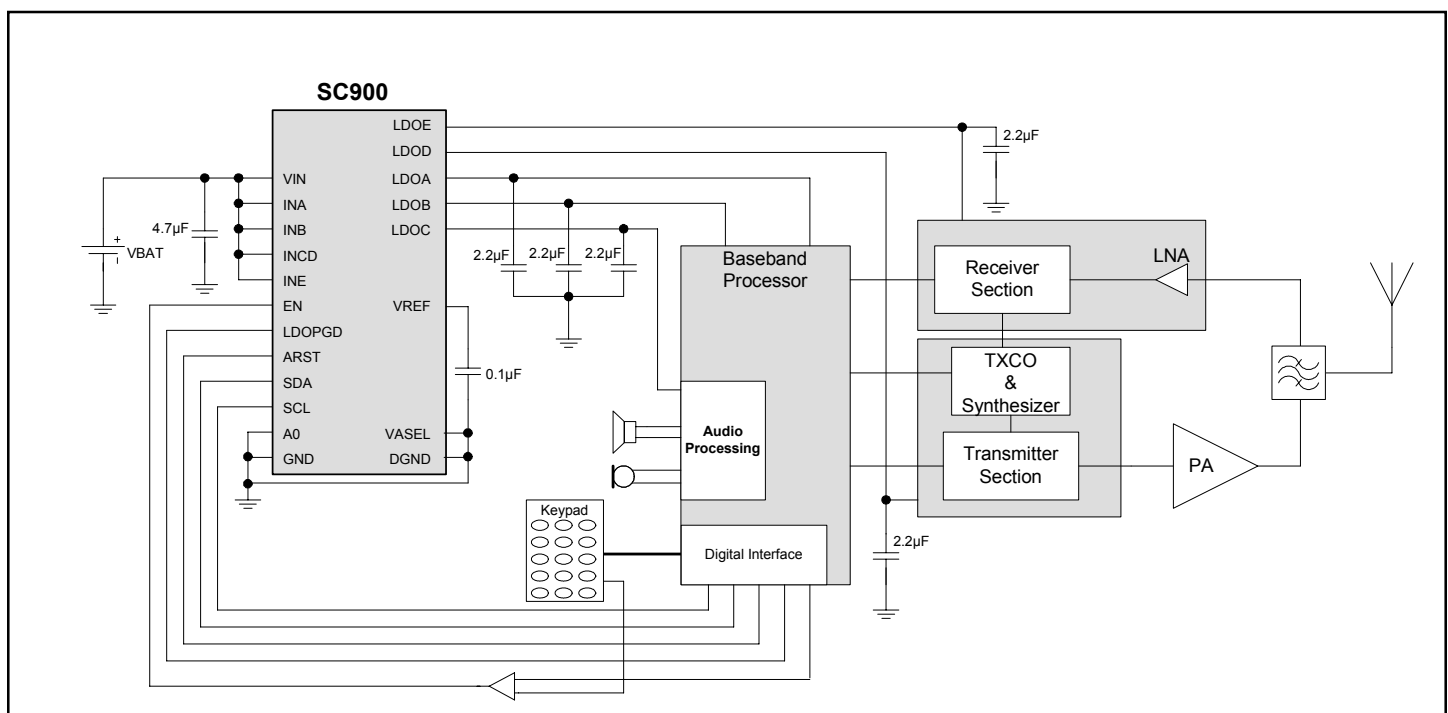 SC900
LDOE
LDOD
LDOA
LDOB
LDOC
VIN
INA
INB
INCD
INE
EN
LDOPGD
ARST
SDA
SCL
A0
GND
VREF
VASEL
DGND
+
VBAT
4.7µF
2.2µF
2.2µF
2.2µF
2.2µF
0.1µF
Baseband
Processor
Audio
Processing
Digital Interface
Keypad
Receiver
Section
LNA
TXCO
&
Synthesizer
Transmitter
Section
PA
2.2µF